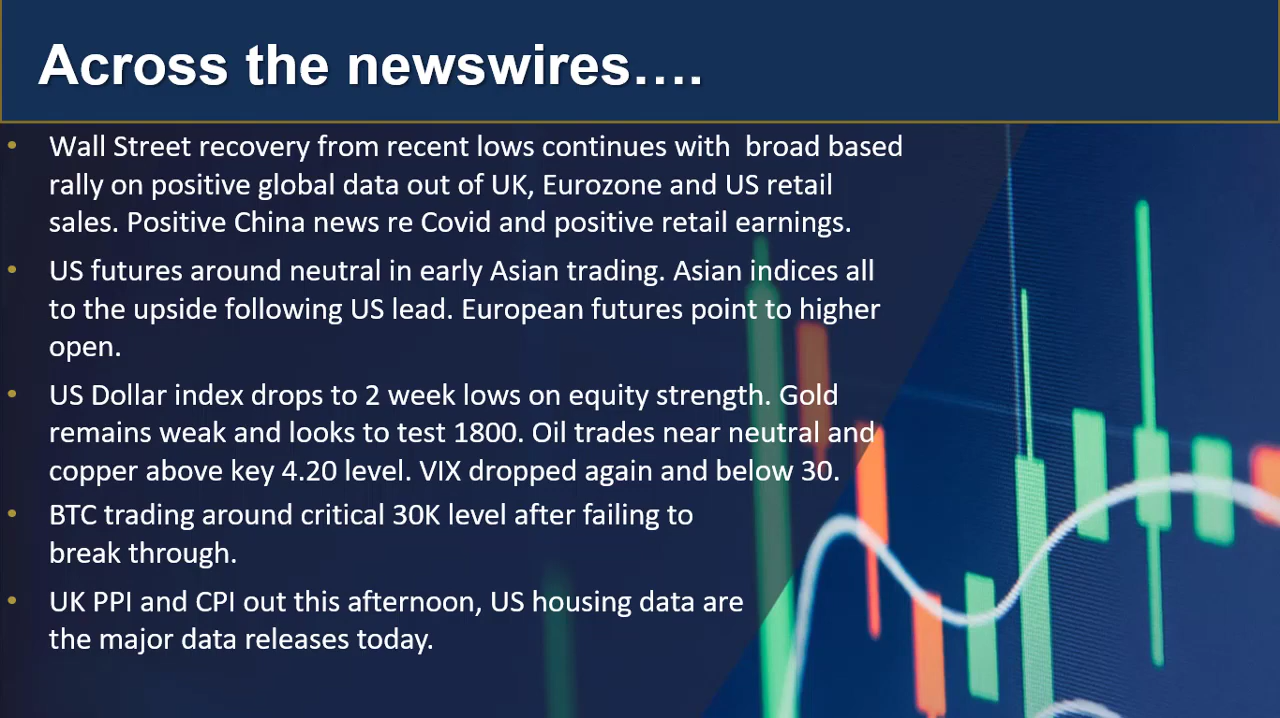 Across the newswires....
• Wall Street recovery from recent lows continues with  broad based
rally on positive global data out of UK, Eurozone and US retail
sales. Positive China news re Covid and positive retail earnings.
• US futures around neutral in early Asian trading. Asian indices all
to the upside following US lead. European futures point to higher
open.
• US Dollar index drops to 2 week lows on equity strength. Gold
remains weak and looks to test 1800. Oil trades near neutral and
copper above key 4.20 level. VIX dropped again and below 30.
• BTC trading around critical 30K level after failing to
break through.
• UK PPI and CPI out this afternoon, US housing data are
the major data releases today.